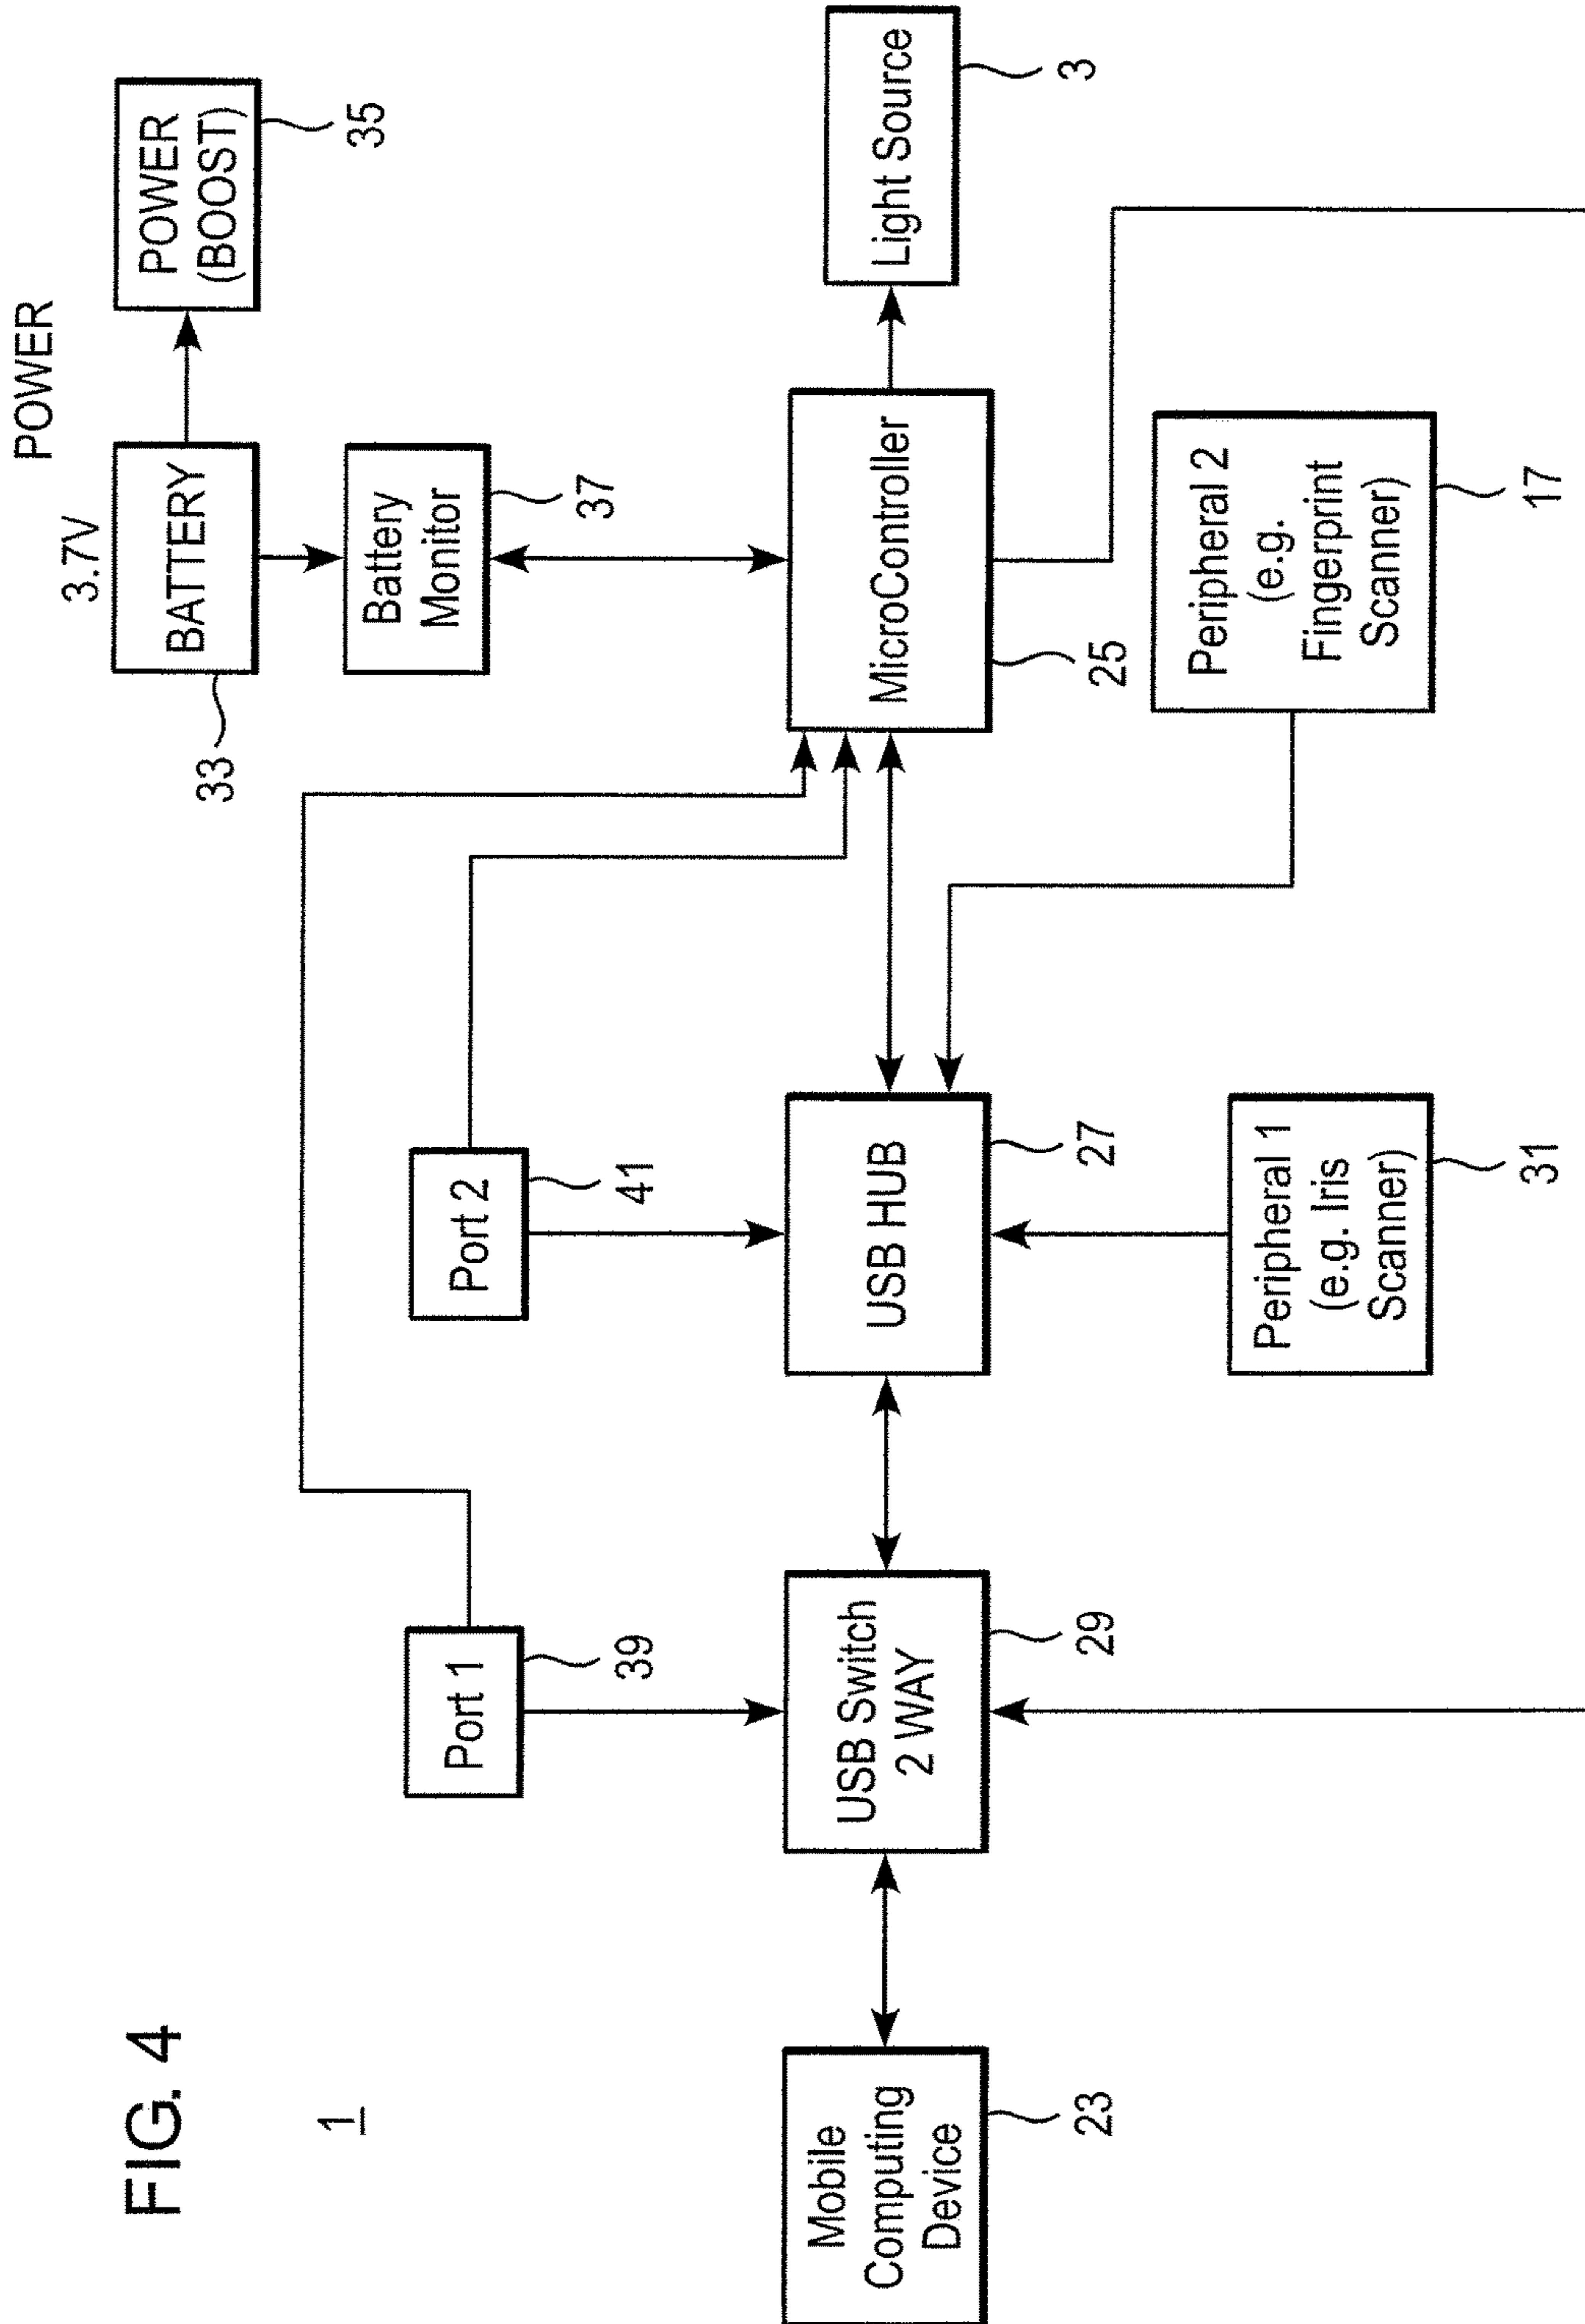 FIG. 4
1
POWER
3.7V
BATTERY
33
POWER
(BOOST)
35
Battery
Monitor
37
Port 1
39
Port 2
41
Mobile
Computing
Device
23
USB Switch
2 WAY
29
USB HUB
27
MicroController
25
Light Source
3
Peripheral 1
(e.g. Iris
Scanner)
31
Peripheral 2
(e.g.
Fingerprint
Scanner)
17